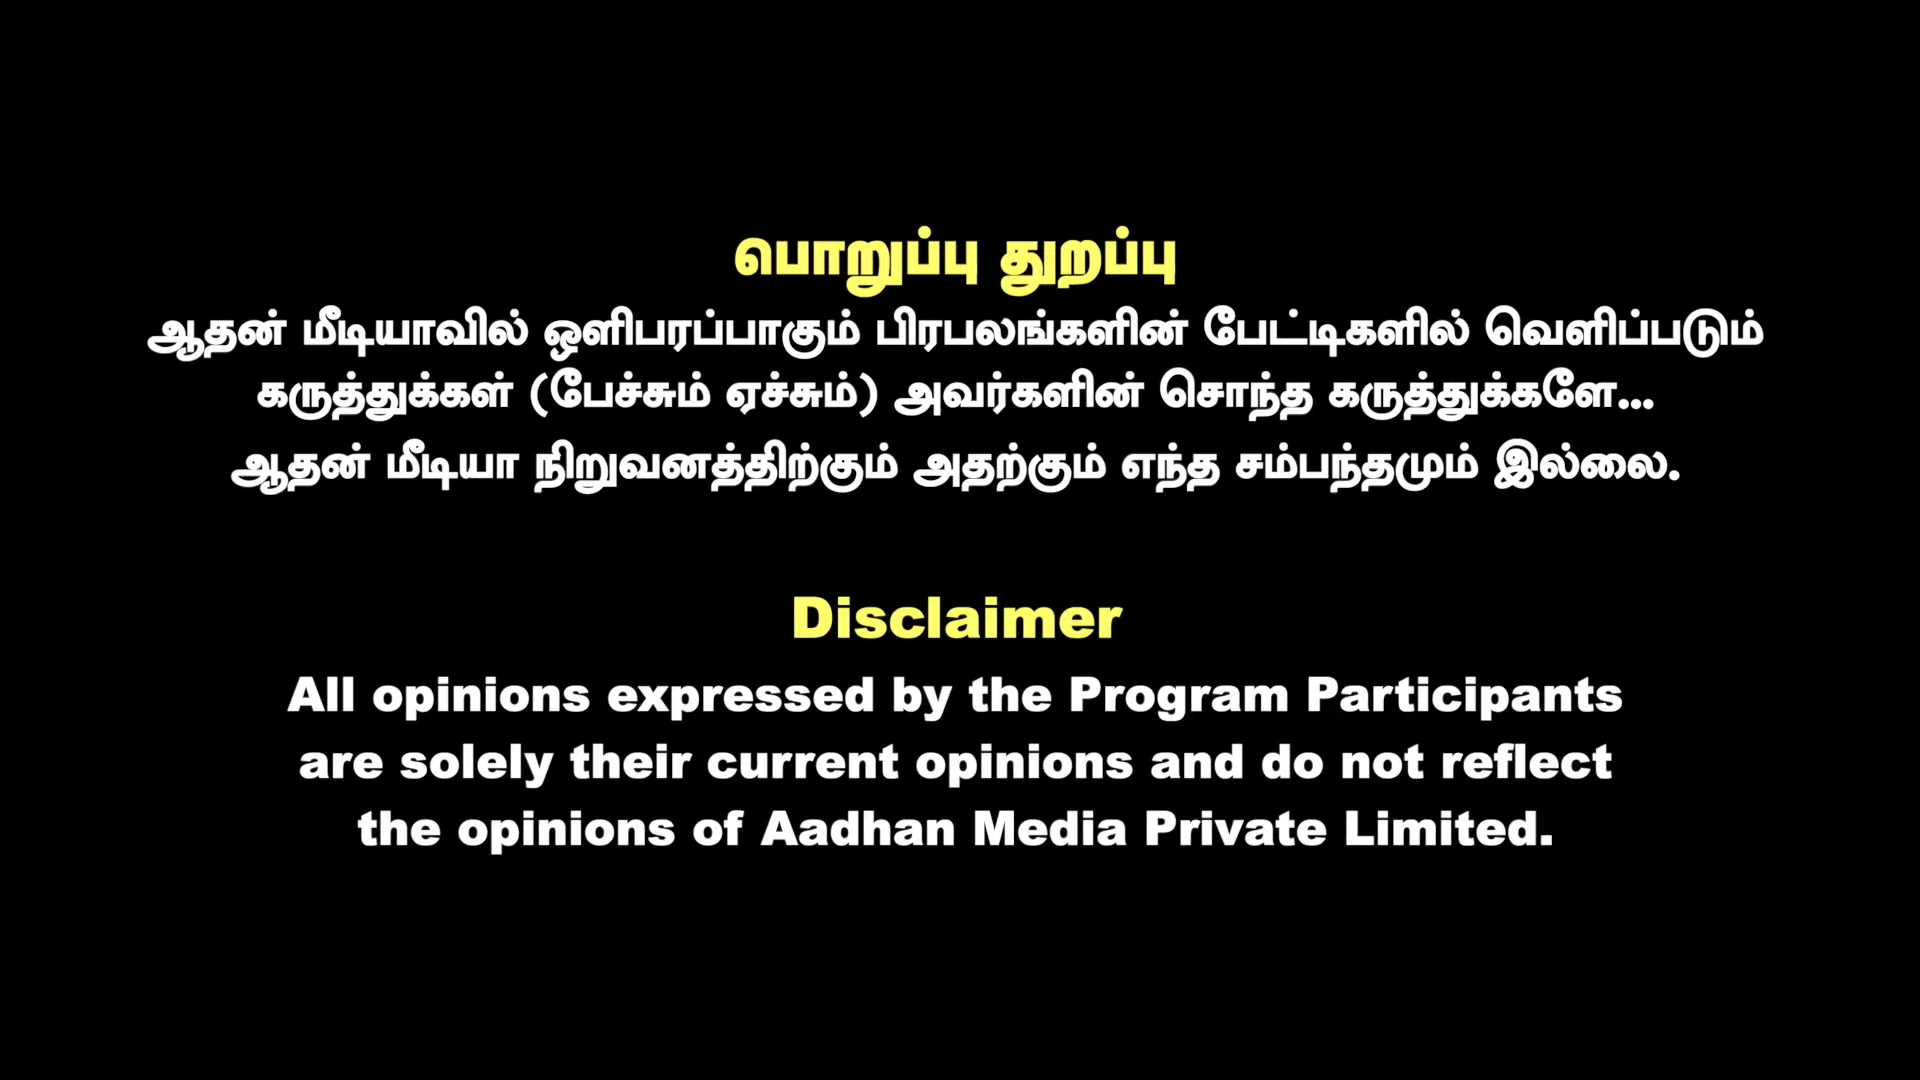 பொறுப்பு துறப்பு
ஆதன் மீடியாவில் ஒளிபரப்பாகும் பிரபலங்களின் பேட்டிகளில் வெளிப்படும்
கருத்துக்கள் (பேச்சும் ஏச்சும்) அவர்களின் சொந்த கருத்துக்களே...
ஆதன் மீடியா நிறுவனத்திற்கும் அதற்கும் எந்த சம்பந்தமும் இல்லை.
Disclaimer
All opinions expressed by the Program Participants
are solely their current opinions and do not reflect
the opinions of Aadhan Media Private Limited.